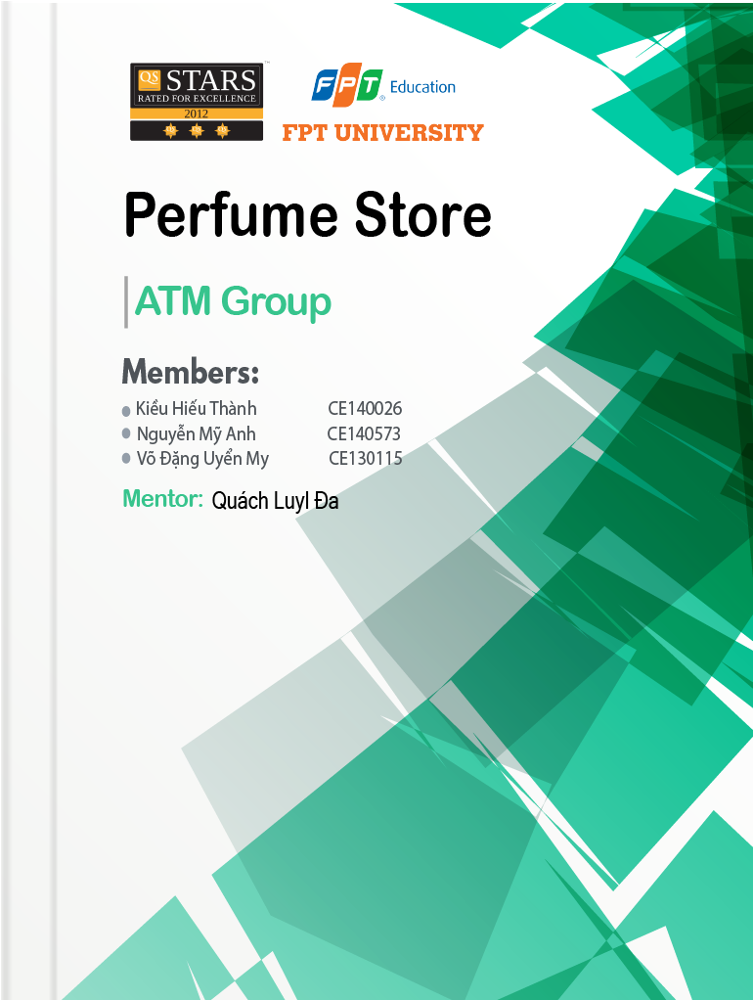 QS STARS™
RATED FOR EXCELLENCE
2012
FPT® Education
FPT UNIVERSITY
Perfume Store
ATM Group
Members:
Kiều Hiếu Thành CE140026
Nguyễn Mỹ Anh CE140573
Võ Đặng Uyển My CE130115
Mentor: Quách Luyl Đa